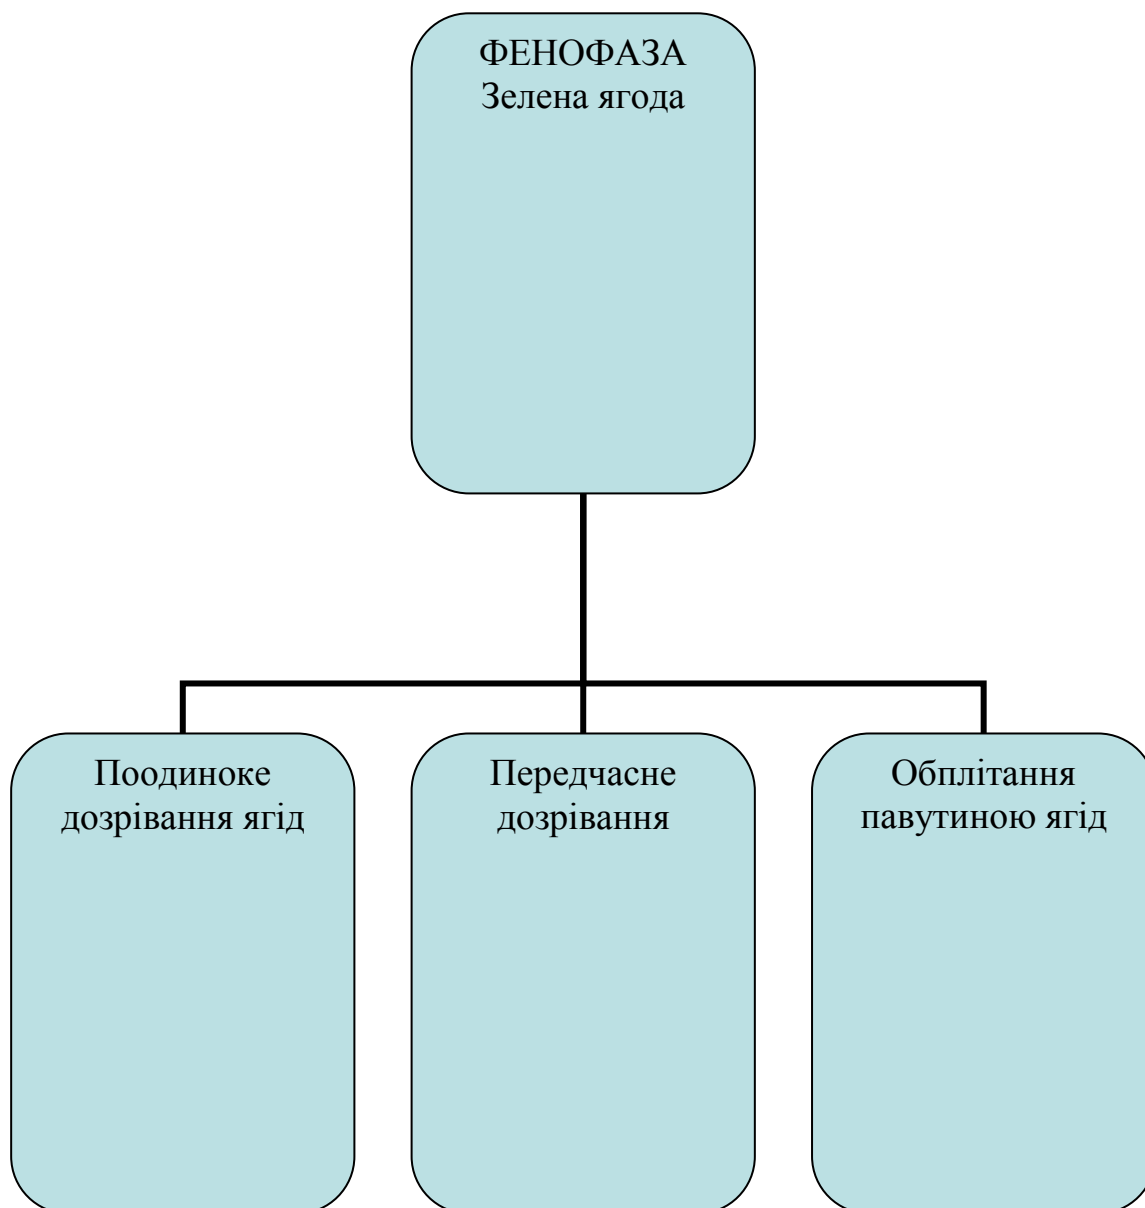 ФЕНОФАЗА
Зелена ягода
Поодиноке
дозрівання ягід
Передчасне
дозрівання
Обплітання
павутиною ягід